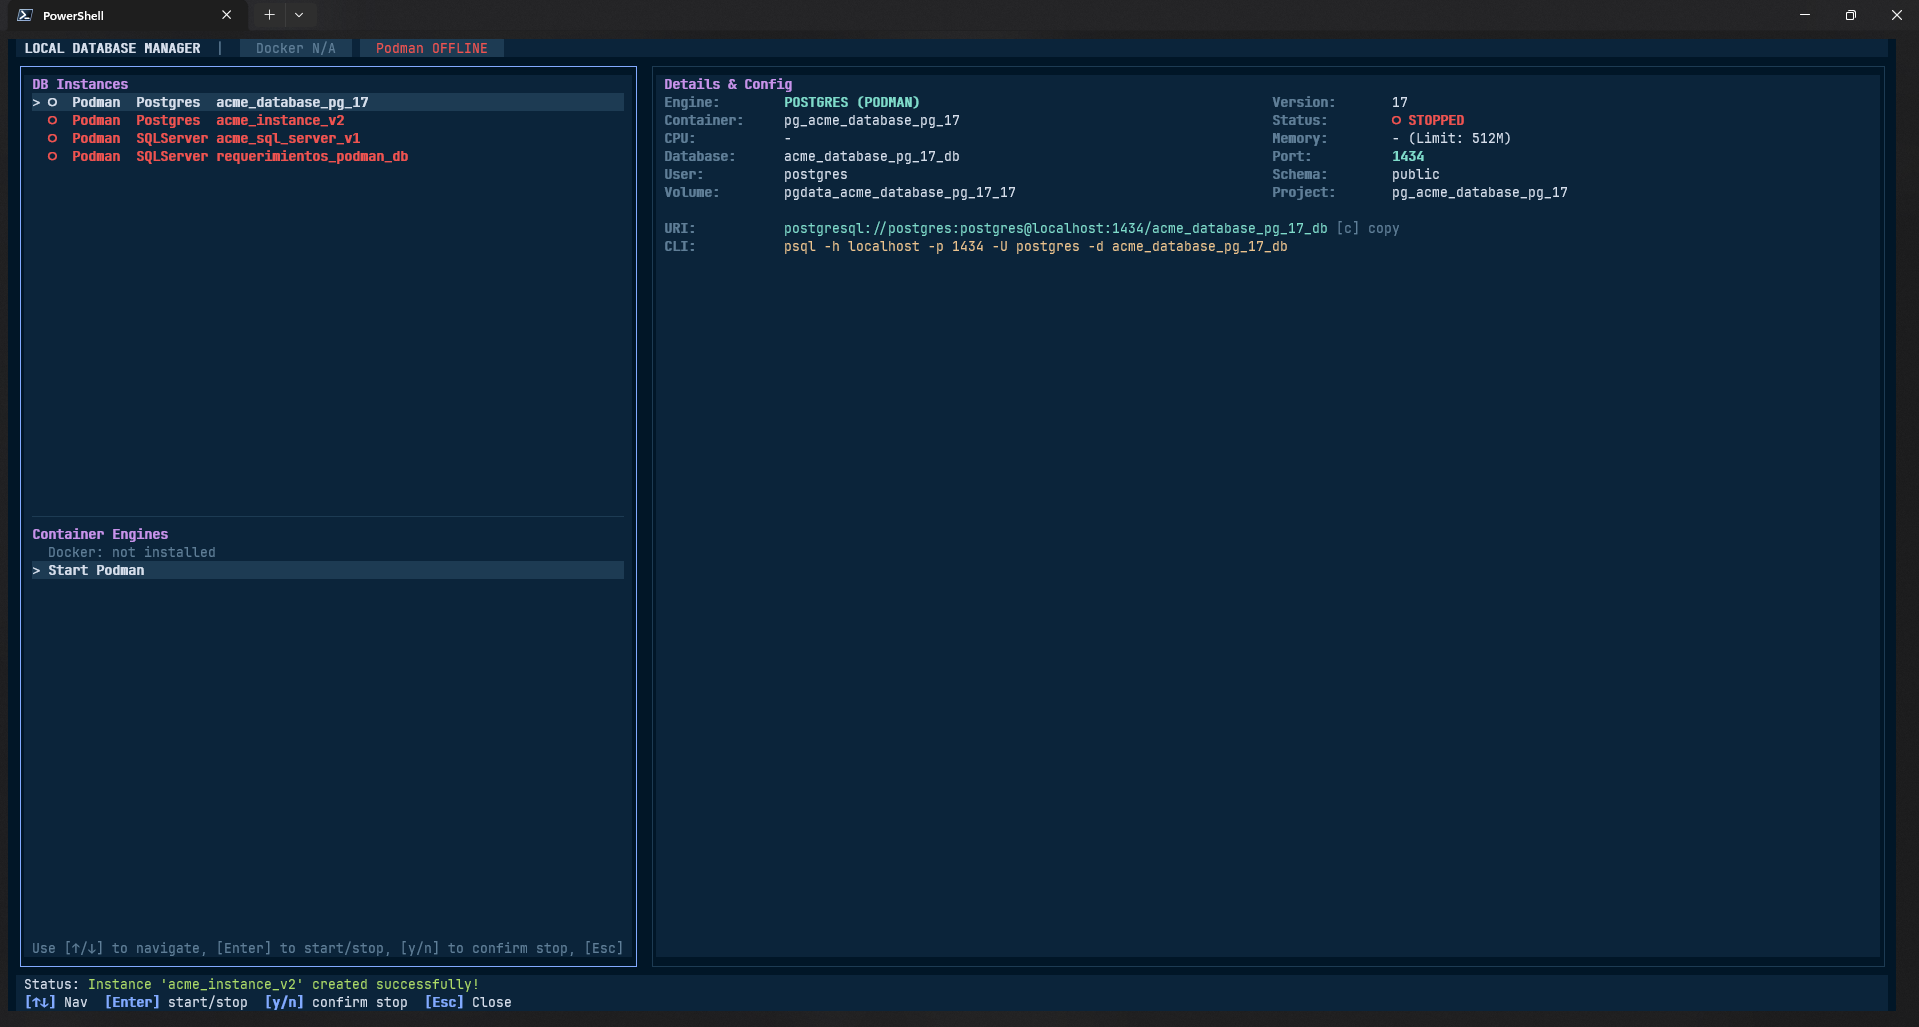 PowerShell
LOCAL DATABASE MANAGER | Docker N/A Podman OFFLINE
DB Instances
> O Podman Postgres acme_database_pg_17
O Podman Postgres acme_instance_v2
O Podman SQLServer acme_sql_server_v1
O Podman SQLServer requerimientos_podman_db
Container Engines
Docker: not installed
> Start Podman
Use [↑/↓] to navigate, [Enter] to start/stop, [y/n] to confirm stop, [Esc]
Details & Config
Engine: POSTGRES (PODMAN) Version: 17
Container: pg_acme_database_pg_17 Status: O STOPPED
CPU: - Memory: - (Limit: 512M)
Database: acme_database_pg_17_db Port: 1434
User: postgres Schema: public
Volume: pgdata_acme_database_pg_17_17 Project: pg_acme_database_pg_17
URI: postgresql://postgres:postgres@localhost:1434/acme_database_pg_17_db [c] copy
CLI: psql -h localhost -p 1434 -U postgres -d acme_database_pg_17_db
Status: Instance 'acme_instance_v2' created successfully!
[↑↓] Nav [Enter] start/stop [y/n] confirm stop [Esc] Close